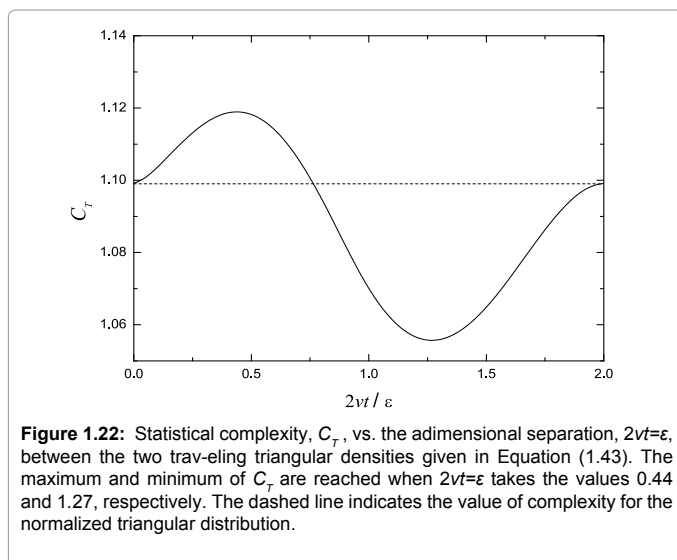 1.14
1.12
1.10
1.08
1.06
C_T
0.0 0.5 1.0 1.5 2.0
2vt / ε
Figure 1.22: Statistical complexity, C_T , vs. the adimensional separation, 2vt=ε,
between the two trav-eling triangular densities given in Equation (1.43). The
maximum and minimum of C_T are reached when 2vt=ε takes the values 0.44
and 1.27, respectively. The dashed line indicates the value of complexity for the
normalized triangular distribution.